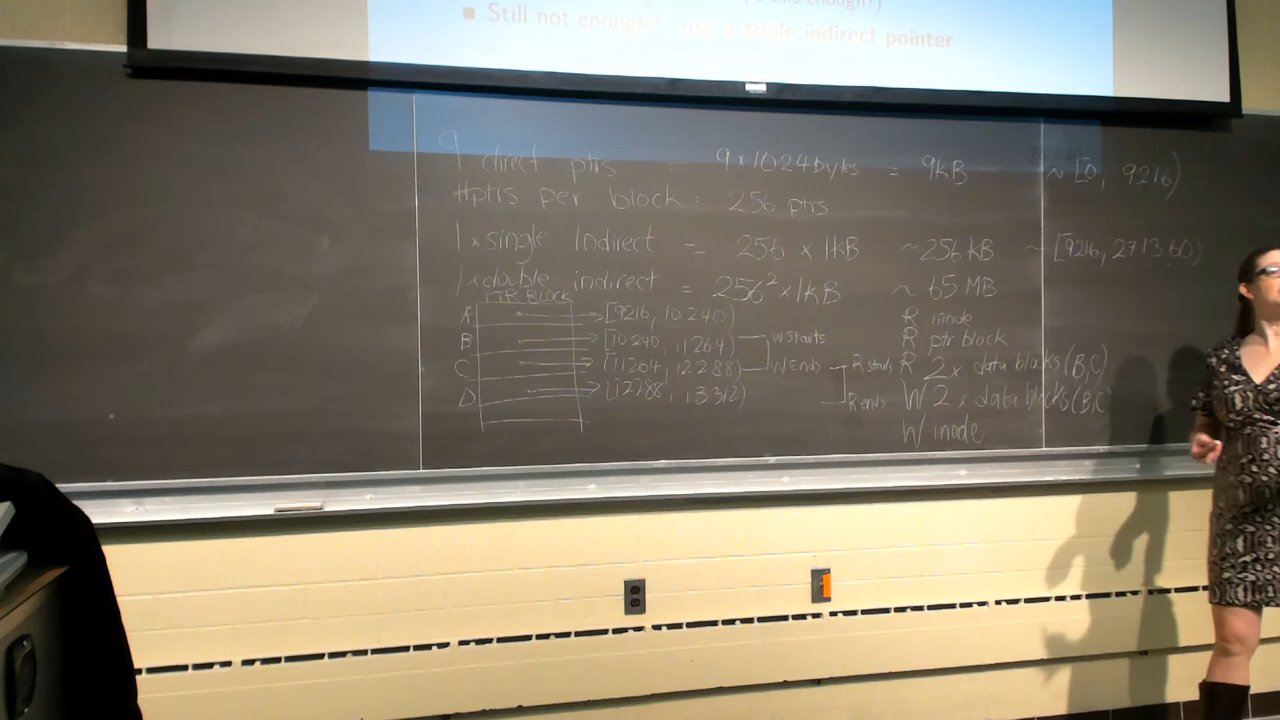 enough?)
■ Still not enough? use a triple indirect pointer
9 direct ptrs = 9 x 1024 bytes = 9kB ~ [0, 9216)
#ptrs per block = 256 ptrs
1 x single Indirect = 256 x 1kB ~256 kB ~ [9216, 271360)
1 x double indirect = 256² x 1kB ~ 65 MB
PTR BLOCK
A [9216, 10240) R inode
B [10240, 11264) W Starts R ptr block
C [11264, 12288) W Ends R starts R 2x data blocks (B,C)
D [12288, 13312) R ends W 2x data blocks (B,C
W inode